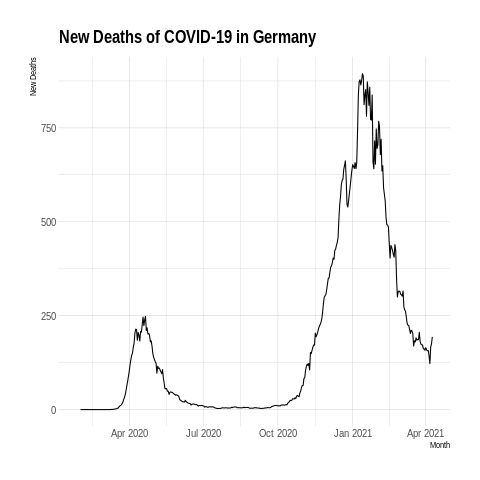 New Deaths of COVID-19 in Germany
New Deaths
750
500
250
0
Apr 2020 Jul 2020 Oct 2020 Jan 2021 Apr 2021
Month